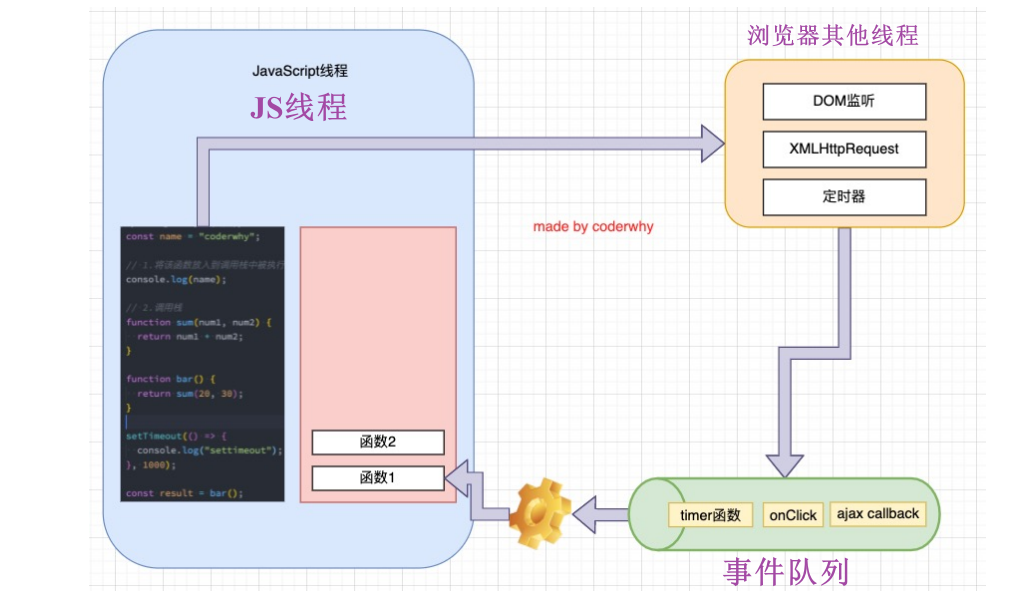 浏览器其他线程
JavaScript线程
JS线程
DOM监听
XMLHttpRequest
定时器
made by coderwhy
const name = "coderwhy";
// 1.将该函数放入到调用栈中被执行
console.log(name);
// 2.调用栈
function sum(num1, num2) {
return num1 + num2;
}
function bar() {
return sum(20, 30);
}
setTimeout(() => {
console.log("settimeout");
}, 1000);
const result = bar();
函数2
函数1
timer函数
onClick
ajax callback
事件队列